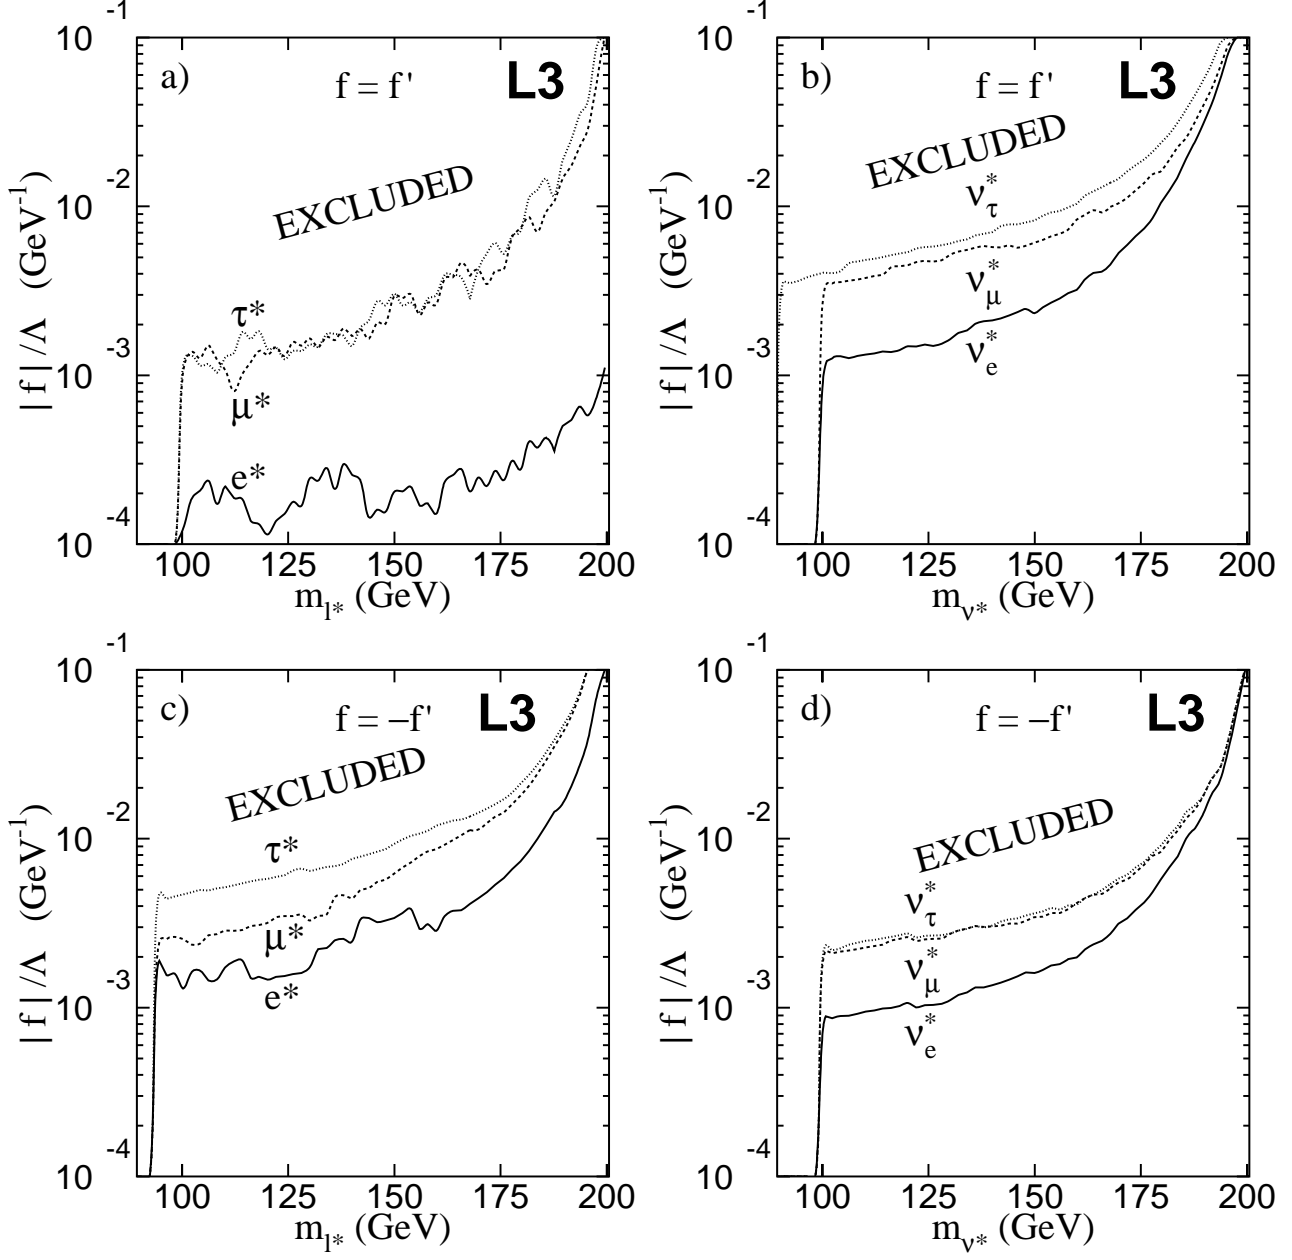 a) f = f' L3
EXCLUDED
τ*
μ*
e*
10⁻¹
10⁻²
10⁻³
10⁻⁴
|f|/Λ (GeV⁻¹)
100 125 150 175 200
m_l* (GeV)
b) f = f' L3
EXCLUDED
ν*_τ
ν*_μ
ν*_e
10⁻¹
10⁻²
10⁻³
10⁻⁴
|f|/Λ (GeV⁻¹)
100 125 150 175 200
m_ν* (GeV)
c) f = −f' L3
EXCLUDED
τ*
μ*
e*
10⁻¹
10⁻²
10⁻³
10⁻⁴
|f|/Λ (GeV⁻¹)
100 125 150 175 200
m_l* (GeV)
d) f = −f' L3
EXCLUDED
ν*_τ
ν*_μ
ν*_e
10⁻¹
10⁻²
10⁻³
10⁻⁴
|f|/Λ (GeV⁻¹)
100 125 150 175 200
m_ν* (GeV)